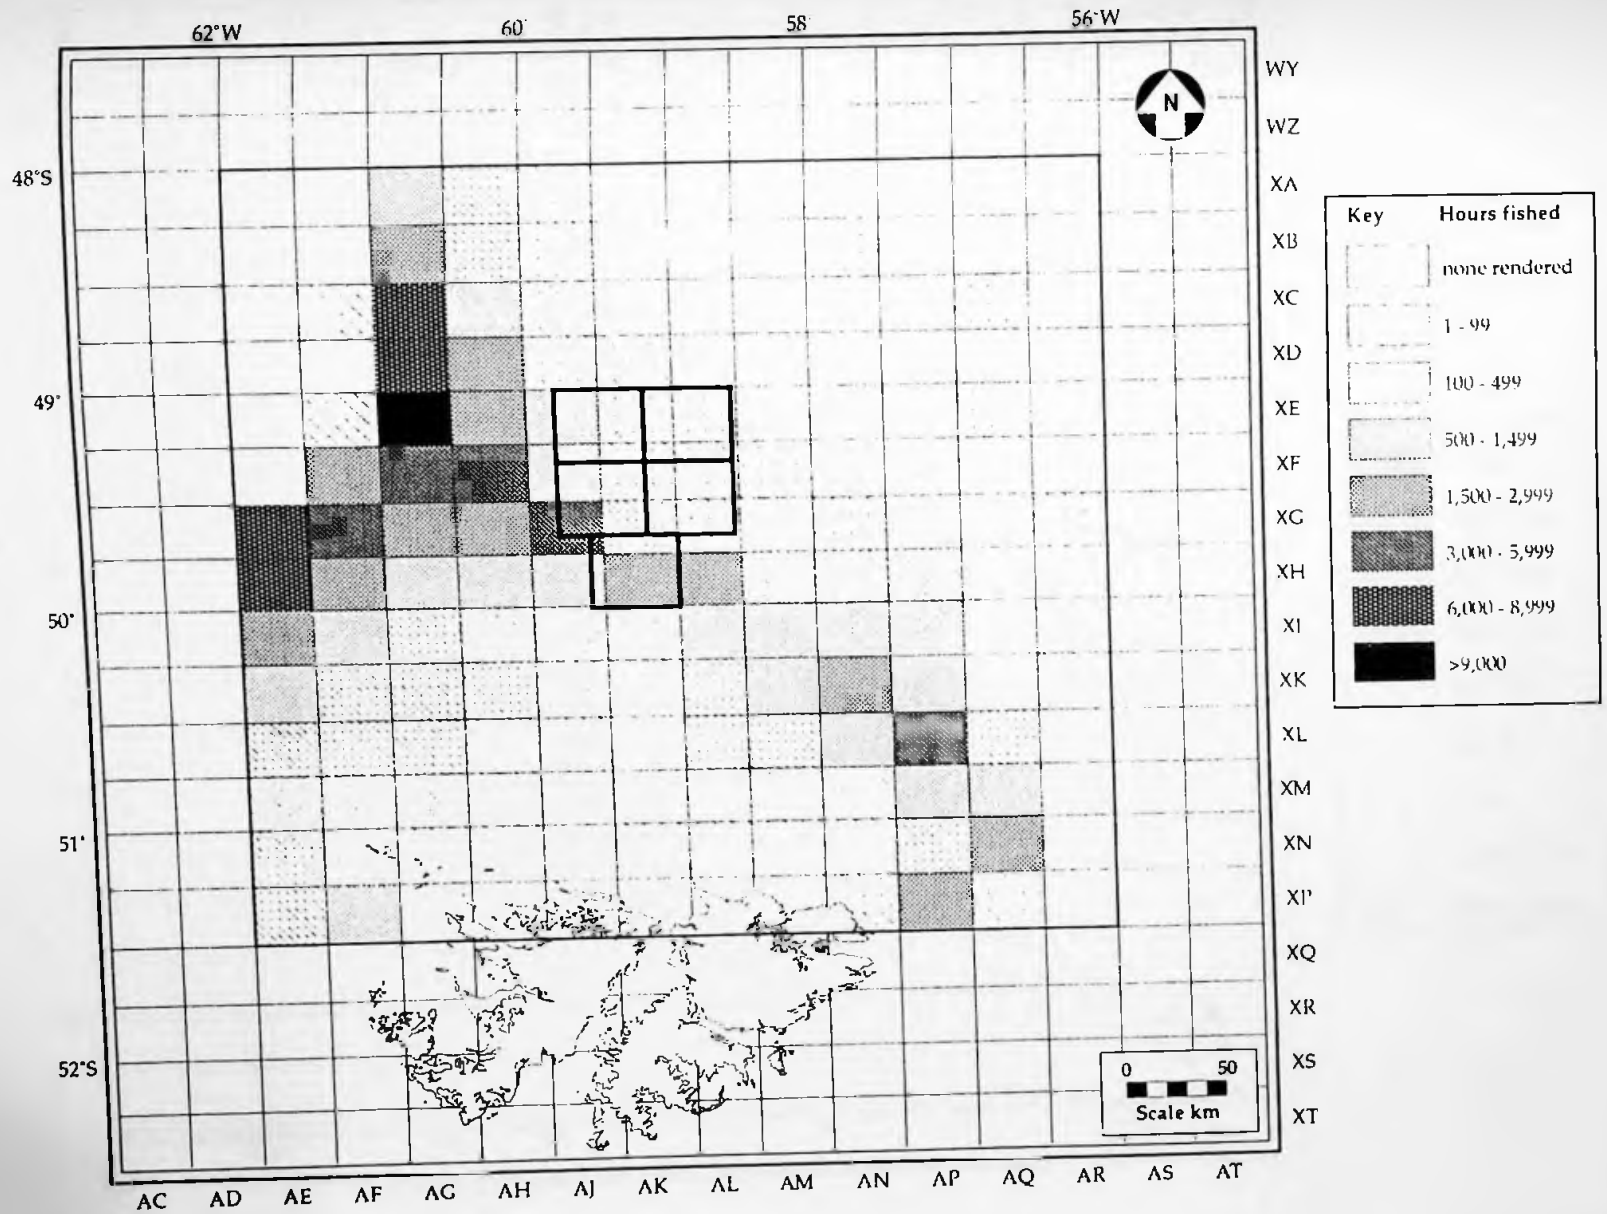 62°W 60° 58° 56°W
N
48°S
49°
50°
51°
52°S
WY
WZ
XA
XB
XC
XD
XE
XF
XG
XH
XI
XK
XL
XM
XN
XP
XQ
XR
XS
XT
Key Hours fished
none rendered
1 - 99
100 - 499
500 - 1,499
1,500 - 2,999
3,000 - 5,999
6,000 - 8,999
>9,000
0 50
Scale km
AC AD AE AF AG AH AJ AK AL AM AN AP AQ AR AS AT